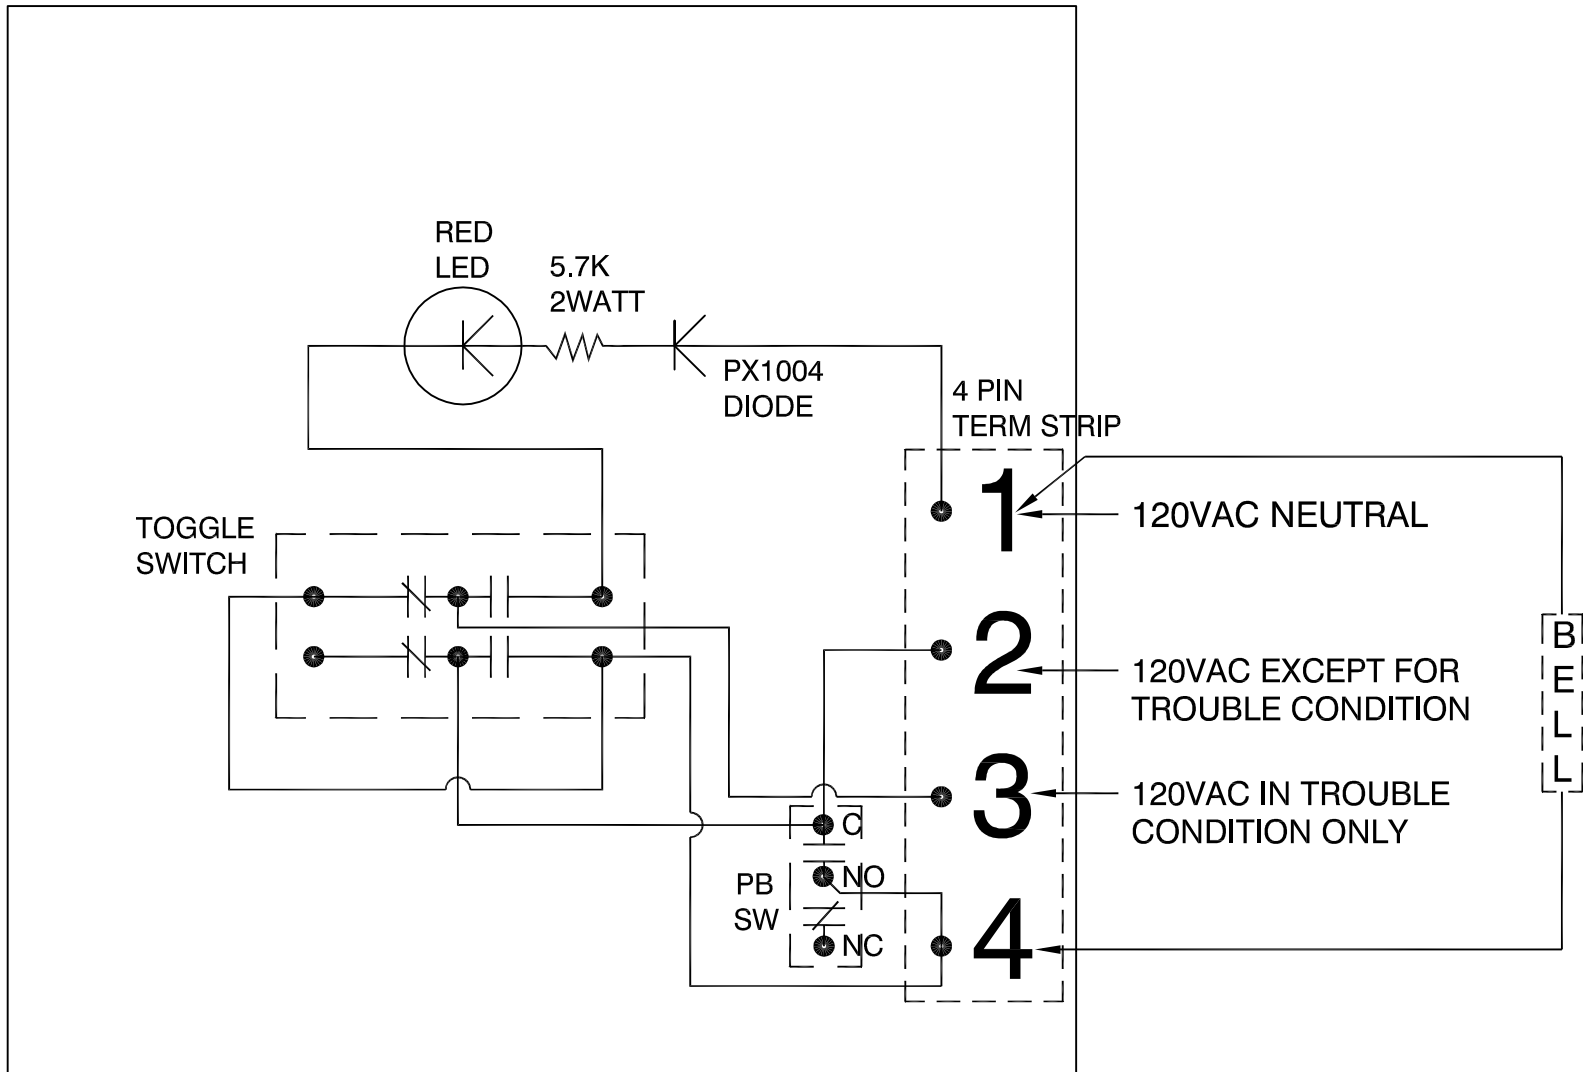 RED
LED
5.7K
2WATT
PX1004
DIODE
4 PIN
TERM STRIP
TOGGLE
SWITCH
1
120VAC NEUTRAL
2
120VAC EXCEPT FOR
TROUBLE CONDITION
3
120VAC IN TROUBLE
CONDITION ONLY
C
NO
PB
SW
NC
4
BELL